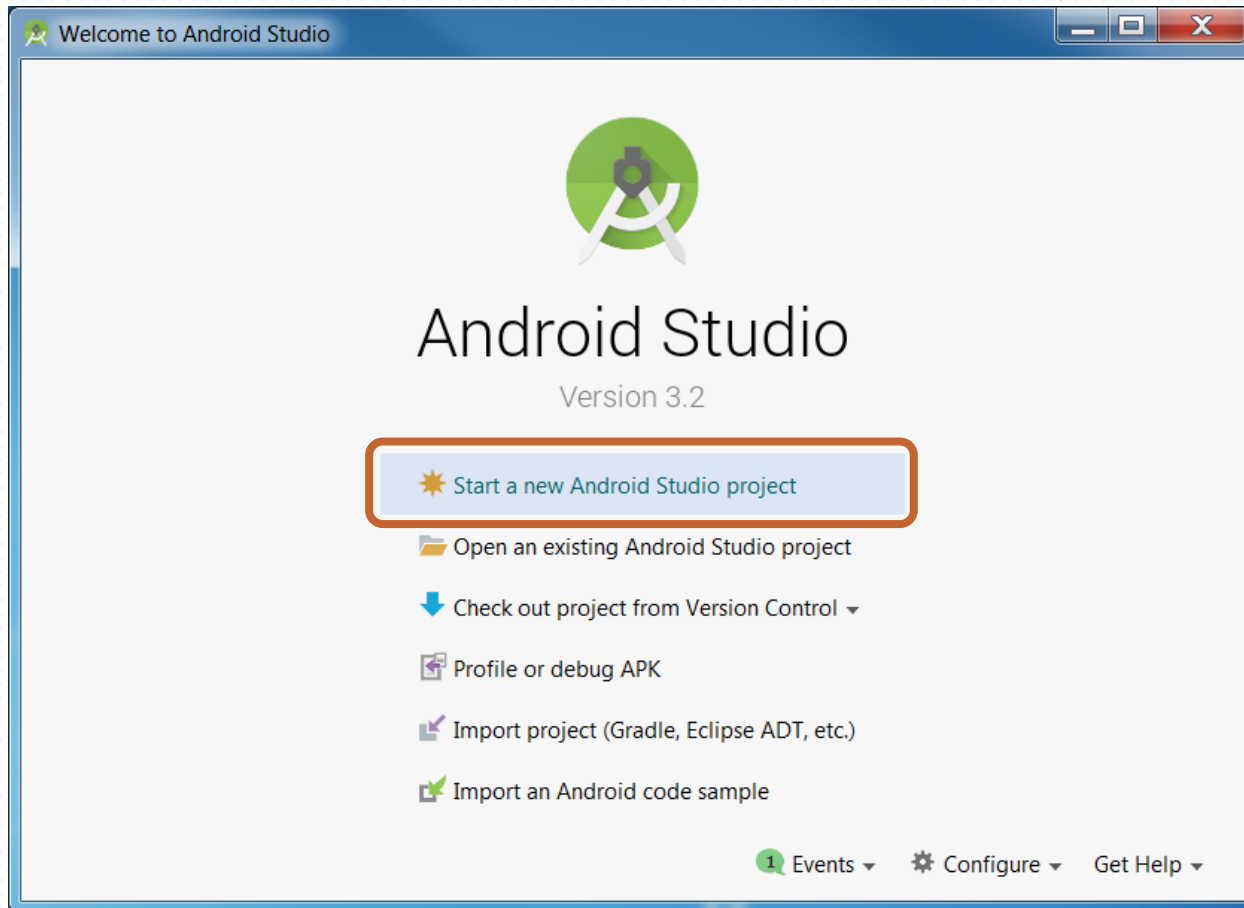 Welcome to Android Studio
Android Studio
Version 3.2
Start a new Android Studio project
Open an existing Android Studio project
Check out project from Version Control
Profile or debug APK
Import project (Gradle, Eclipse ADT, etc.)
Import an Android code sample
1 Events Configure Get Help